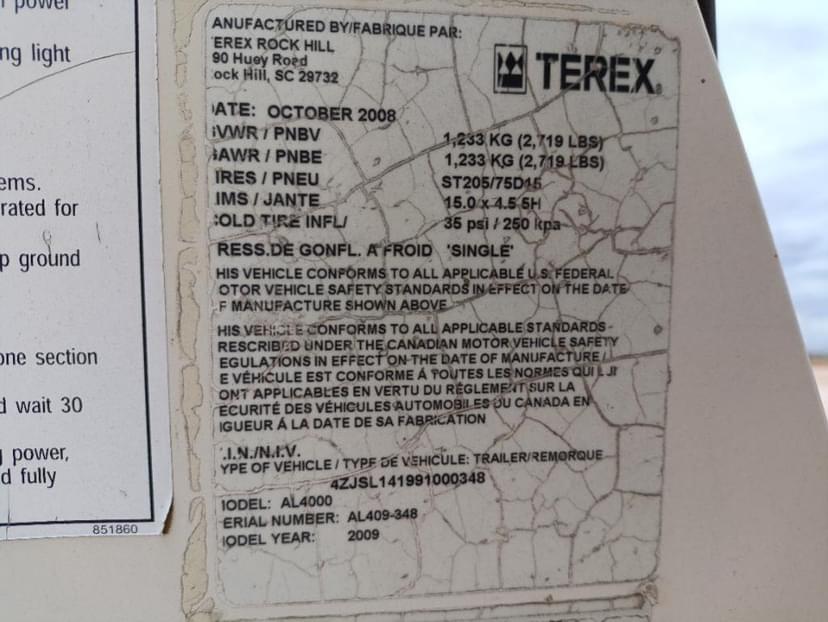 power
ng light
ems.
rated for
p ground
one section
d wait 30
power,
d fully
851860
ANUFACTURED BY/FABRIQUE PAR:
EREX ROCK HILL
90 Huey Road
ock Hill, SC 29732
TEREX
ATE: OCTOBER 2008
VWR / PNBV 1,233 KG (2,719 LBS)
AWR / PNBE 1,233 KG (2,719 LBS)
IRES / PNEU ST205/75D15
IMS / JANTE 15.0 x 4.5 5H
OLD TIRE INFL/ 35 psi / 250 kpa
RESS.DE GONFL. A FROID 'SINGLE'
HIS VEHICLE CONFORMS TO ALL APPLICABLE U.S. FEDERAL
OTOR VEHICLE SAFETY STANDARDS IN EFFECT ON THE DATE
F MANUFACTURE SHOWN ABOVE
HIS VEHICLE CONFORMS TO ALL APPLICABLE STANDARDS
RESCRIBED UNDER THE CANADIAN MOTOR VEHICLE SAFETY
EGULATIONS IN EFFECT ON THE DATE OF MANUFACTURE /
E VÉHICULE EST CONFORME Á TOUTES LES NORMES QUI LUI
ONT APPLICABLES EN VERTU DU RÉGLEMENT SUR LA
ÉCURITÉ DES VÉHICULES AUTOMOBILES DU CANADA EN
IGUEUR Á LA DATE DE SA FABRICATION
.I.N./N.I.V.
YPE OF VEHICLE / TYPE DE VEHICULE: TRAILER/REMORQUE
4ZJSL141991000348
ODEL: AL4000
ERIAL NUMBER: AL409-348
ODEL YEAR: 2009